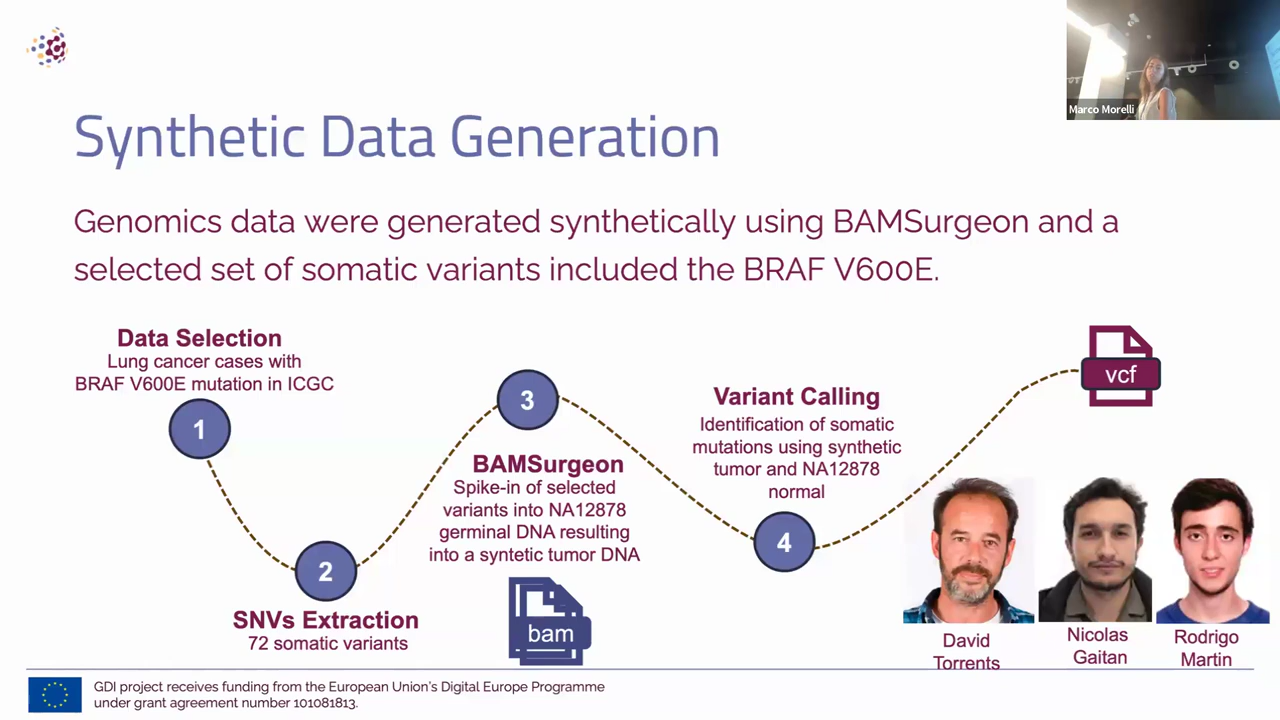 Marco Morelli
Synthetic Data Generation
Genomics data were generated synthetically using BAMSurgeon and a
selected set of somatic variants included the BRAF V600E.
Data Selection
Lung cancer cases with
BRAF V600E mutation in ICGC
1
2
SNVs Extraction
72 somatic variants
3
BAMSurgeon
Spike-in of selected
variants into NA12878
germinal DNA resulting
into a syntetic tumor DNA
bam
Variant Calling
Identification of somatic
mutations using synthetic
tumor and NA12878
normal
4
vcf
David
Torrents
Nicolas
Gaitan
Rodrigo
Martin
GDI project receives funding from the European Union's Digital Europe Programme
under grant agreement number 101081813.